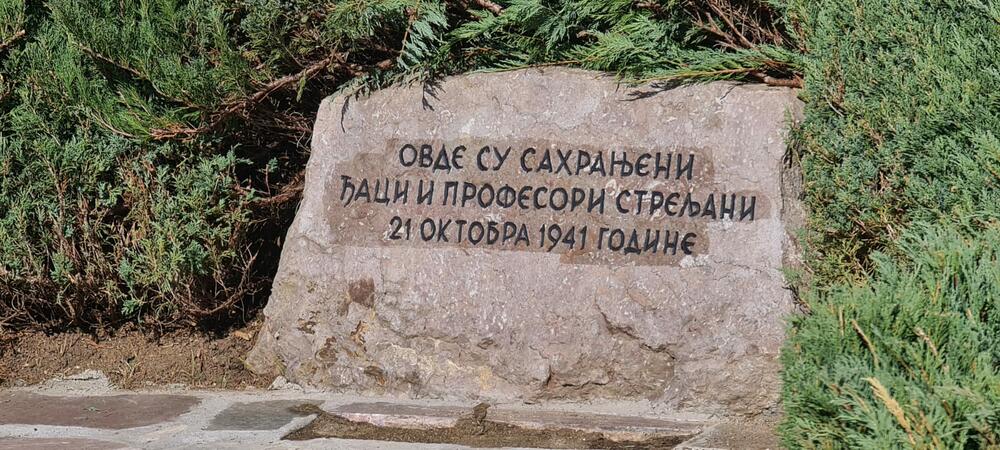 ОВДЕ СУ САХРАЊЕНИ
ЂАЦИ И ПРОФЕСОРИ СТРЕЉАНИ
21 ОКТОБРА 1941 ГОДИНЕ